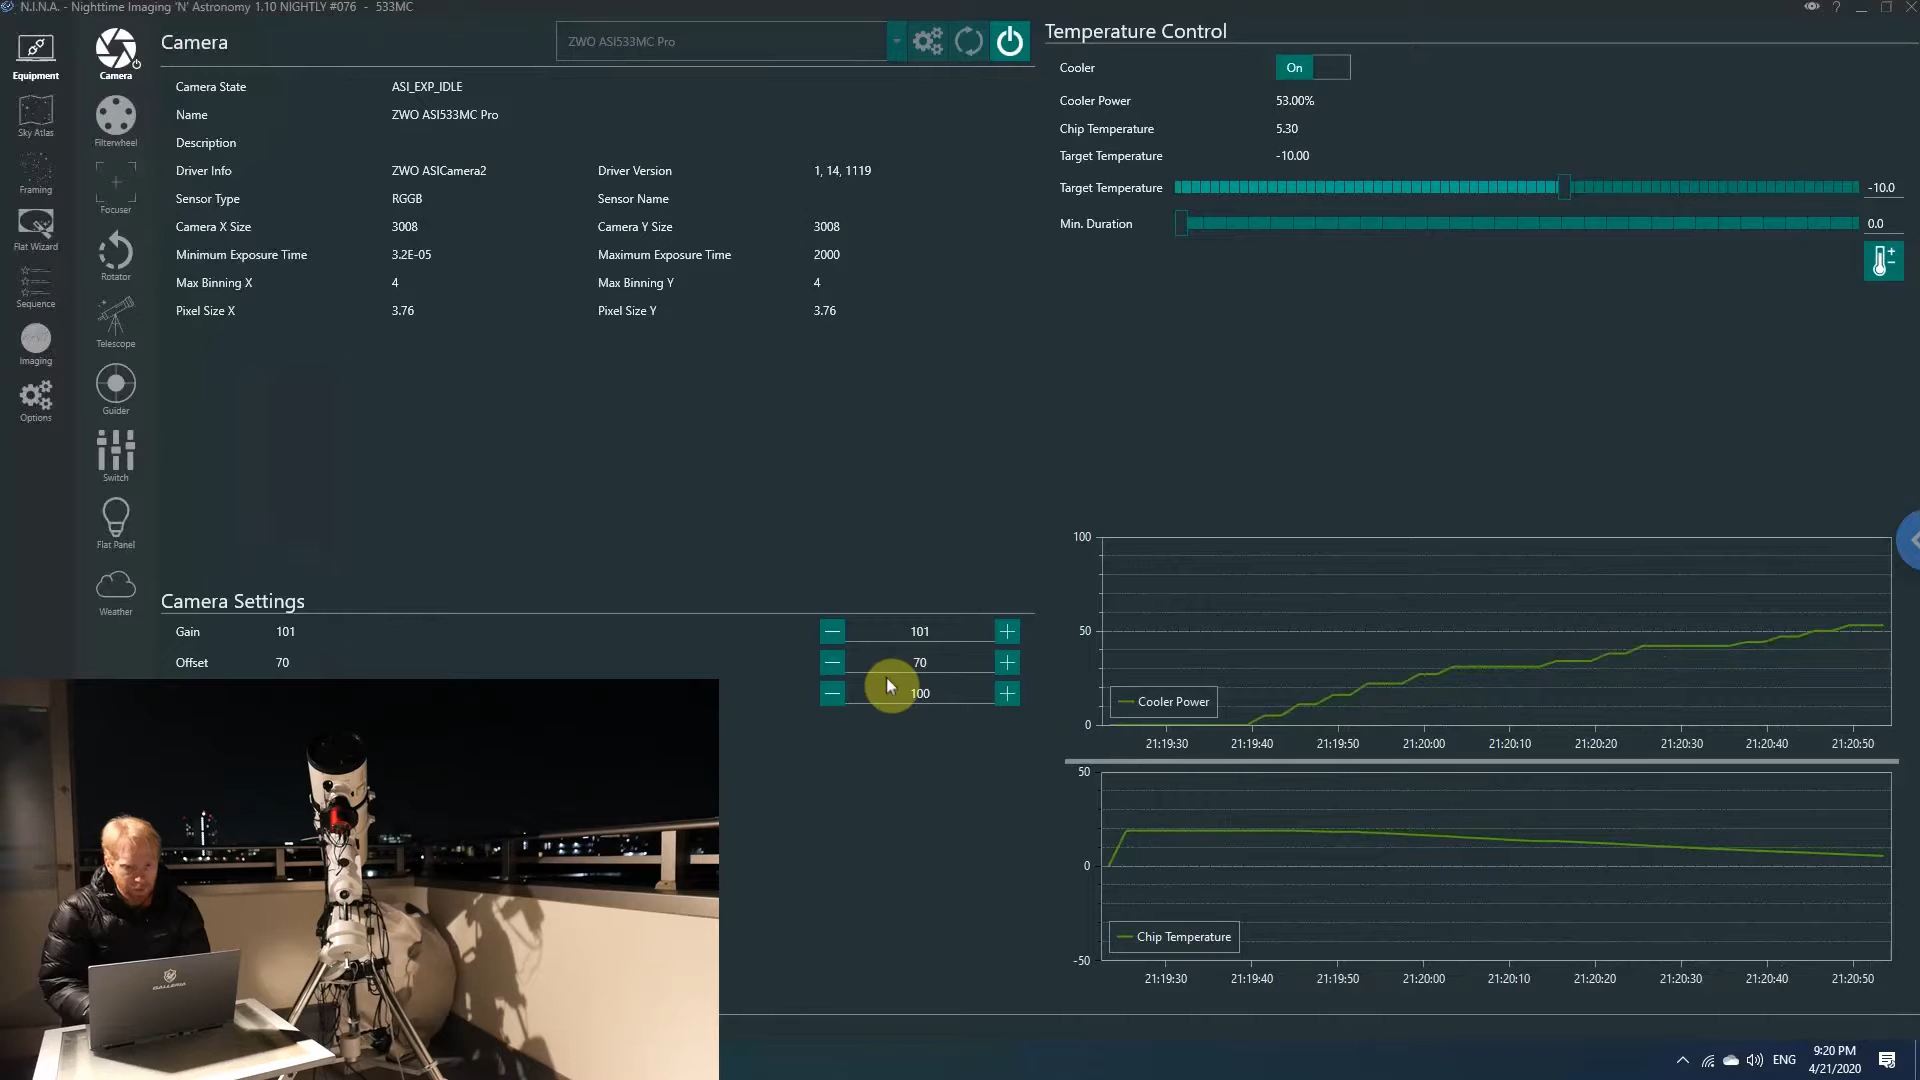 N.I.N.A. - Nighttime Imaging 'N' Astronomy 1.10 NIGHTLY #076 - 533MC
?
Equipment
Sky Atlas
Framing
Flat Wizard
Sequence
Imaging
Options
Camera
Filterwheel
Focuser
Rotator
Telescope
Guider
Switch
Flat Panel
Weather
Camera
ZWO ASI533MC Pro
Camera State ASI_EXP_IDLE
Name ZWO ASI533MC Pro
Description
Driver Info ZWO ASICamera2 Driver Version 1, 14, 1119
Sensor Type RGGB Sensor Name
Camera X Size 3008 Camera Y Size 3008
Minimum Exposure Time 3.2E-05 Maximum Exposure Time 2000
Max Binning X 4 Max Binning Y 4
Pixel Size X 3.76 Pixel Size Y 3.76
Camera Settings
Gain 101 101
Offset 70 70
100
Temperature Control
Cooler On
Cooler Power 53.00%
Chip Temperature 5.30
Target Temperature -10.00
Target Temperature -10.0
Min. Duration 0.0
100
50
0
Cooler Power
21:19:30 21:19:40 21:19:50 21:20:00 21:20:10 21:20:20 21:20:30 21:20:40 21:20:50
50
0
-50
Chip Temperature
21:19:30 21:19:40 21:19:50 21:20:00 21:20:10 21:20:20 21:20:30 21:20:40 21:20:50
GALLERIA
ENG
9:20 PM
4/21/2020